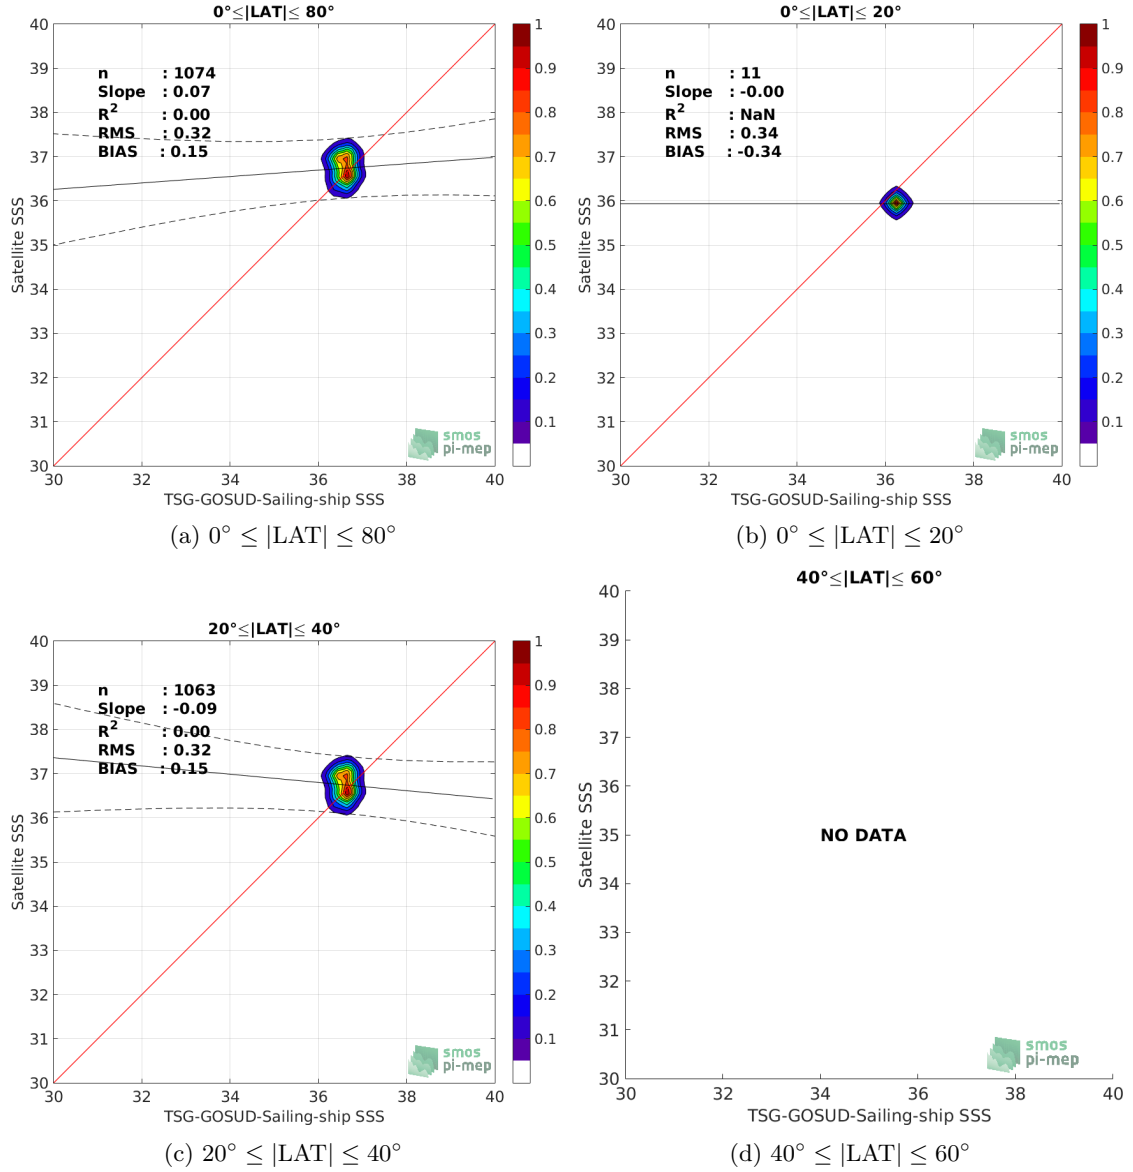 0°≤|LAT|≤ 80°
40
39
38
37
36
35
34
33
32
31
30
Satellite SSS
n : 1074
Slope : 0.07
R2 : 0.00
RMS : 0.32
BIAS : 0.15
1
0.9
0.8
0.7
0.6
0.5
0.4
0.3
0.2
0.1
smos
pi-mep
30 32 34 36 38 40
TSG-GOSUD-Sailing-ship SSS
(a) 0° ≤ |LAT| ≤ 80°
0°≤|LAT|≤ 20°
40
39
38
37
36
35
34
33
32
31
30
Satellite SSS
n : 11
Slope : -0.00
R2 : NaN
RMS : 0.34
BIAS : -0.34
1
0.9
0.8
0.7
0.6
0.5
0.4
0.3
0.2
0.1
smos
pi-mep
30 32 34 36 38 40
TSG-GOSUD-Sailing-ship SSS
(b) 0° ≤ |LAT| ≤ 20°
20°≤|LAT|≤ 40°
40
39
38
37
36
35
34
33
32
31
30
Satellite SSS
n : 1063
Slope : -0.09
R2 : 0.00
RMS : 0.32
BIAS : 0.15
1
0.9
0.8
0.7
0.6
0.5
0.4
0.3
0.2
0.1
smos
pi-mep
30 32 34 36 38 40
TSG-GOSUD-Sailing-ship SSS
(c) 20° ≤ |LAT| ≤ 40°
40°≤|LAT|≤ 60°
40
39
38
37
36
35
34
33
32
31
30
Satellite SSS
NO DATA
smos
pi-mep
30 32 34 36 38 40
TSG-GOSUD-Sailing-ship SSS
(d) 40° ≤ |LAT| ≤ 60°